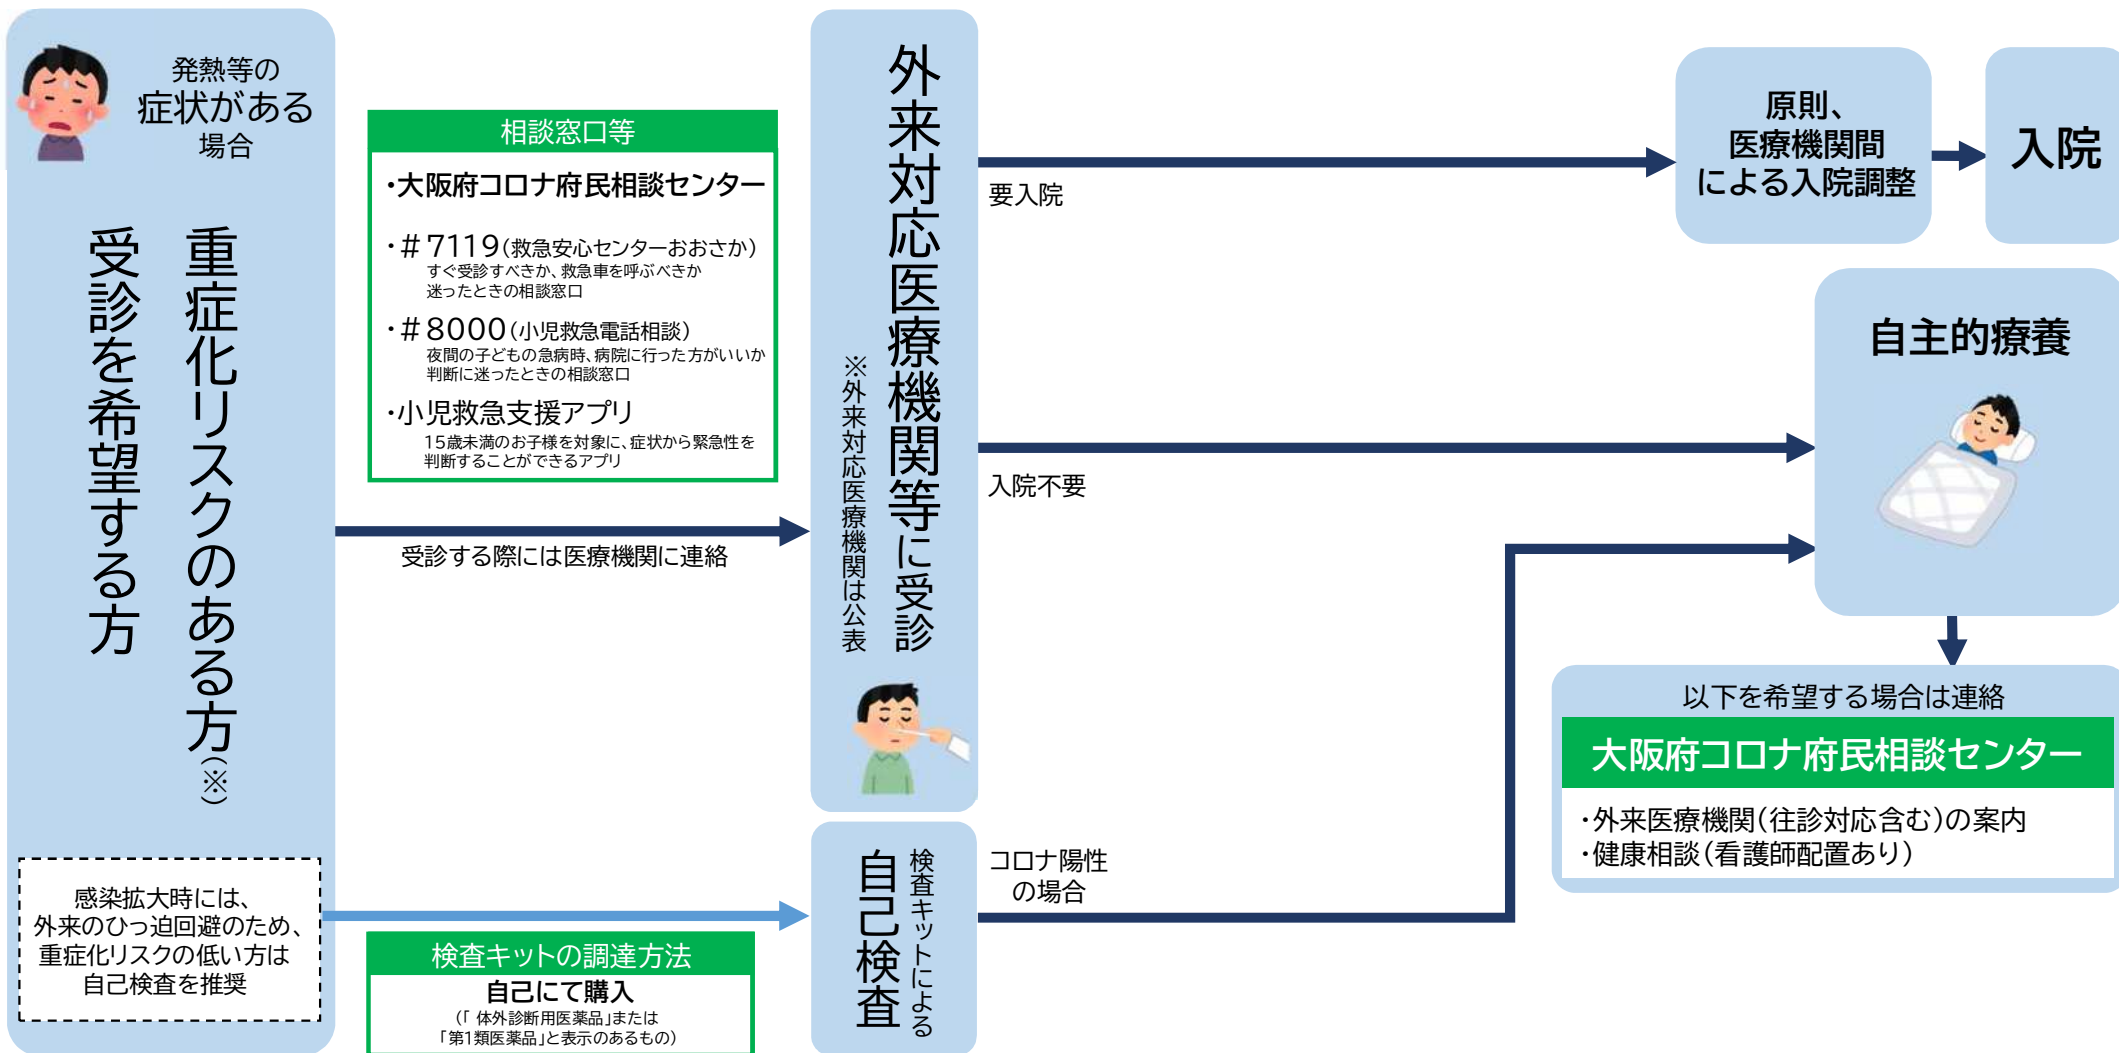 発熱等の
症状がある
場合
重症化リスクのある方(※)
受診を希望する方
感染拡大時には、
外来のひっ迫回避のため、
重症化リスクの低い方は
自己検査を推奨
相談窓口等
・大阪府コロナ府民相談センター
・＃7119(救急安心センターおおさか)
すぐ受診すべきか、救急車を呼ぶべきか
迷ったときの相談窓口
・＃8000(小児救急電話相談)
夜間の子どもの急病時、病院に行った方がいいか
判断に迷ったときの相談窓口
・小児救急支援アプリ
15歳未満のお子様を対象に、症状から緊急性を
判断することができるアプリ
受診する際には医療機関に連絡
検査キットの調達方法
自己にて購入
(「 体外診断用医薬品」または
「第1類医薬品」と表示のあるもの)
外来対応医療機関等に受診
※外来対応医療機関は公表
検査キットによる
自己検査
要入院
入院不要
コロナ陽性
の場合
原則、
医療機関間
による入院調整
入院
自主的療養
以下を希望する場合は連絡
大阪府コロナ府民相談センター
・外来医療機関(往診対応含む)の案内
・健康相談(看護師配置あり)